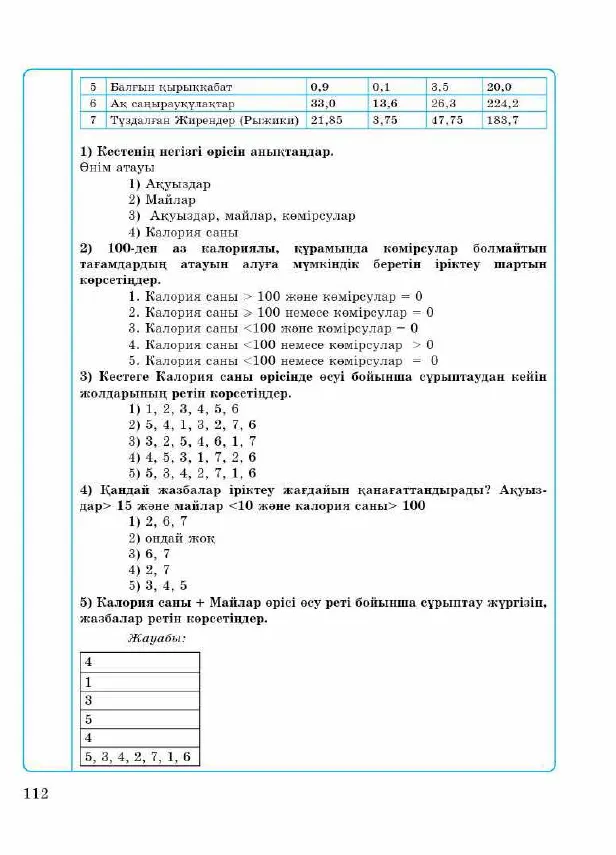 5 Балғын қырыққабат 0,9 0,1 3,5 20,0
6 Ақ саңырауқұлақтар 33,0 13,6 26,3 224,2
7 Тұздалған Жирендер (Рыжики) 21,85 3,75 47,75 183,7
1) Кестенің негізгі өрісін анықтаңдар.
Өнім атауы
1) Ақуыздар
2) Майлар
3) Ақуыздар, майлар, көмірсулар
4) Калория саны
2) 100-ден аз калориялы, құрамында көмірсулар болмайтын
тағамдардың атауын алуға мүмкіндік беретін іріктеу шартын
көрсетіңдер.
1. Калория саны > 100 және көмірсулар = 0
2. Калория саны ⩾ 100 немесе көмірсулар = 0
3. Калория саны <100 және көмірсулар = 0
4. Калория саны <100 немесе көмірсулар > 0
5. Калория саны <100 немесе көмірсулар = 0
3) Кестеге Калория саны өрісінде өсуі бойынша сұрыптаудан кейін
жолдарының ретін көрсетіңдер.
1) 1, 2, 3, 4, 5, 6
2) 5, 4, 1, 3, 2, 7, 6
3) 3, 2, 5, 4, 6, 1, 7
4) 4, 5, 3, 1, 7, 2, 6
5) 5, 3, 4, 2, 7, 1, 6
4) Қандай жазбалар іріктеу жағдайын қанағаттандырады? Ақуыз-
дар> 15 және майлар <10 және калория саны> 100
1) 2, 6, 7
2) ондай жоқ
3) 6, 7
4) 2, 7
5) 3, 4, 5
5) Калория саны + Майлар өрісі өсу реті бойынша сұрыптау жүргізіп,
жазбалар ретін көрсетіңдер.
Жауабы:
4
1
3
5
4
5, 3, 4, 2, 7, 1, 6
112